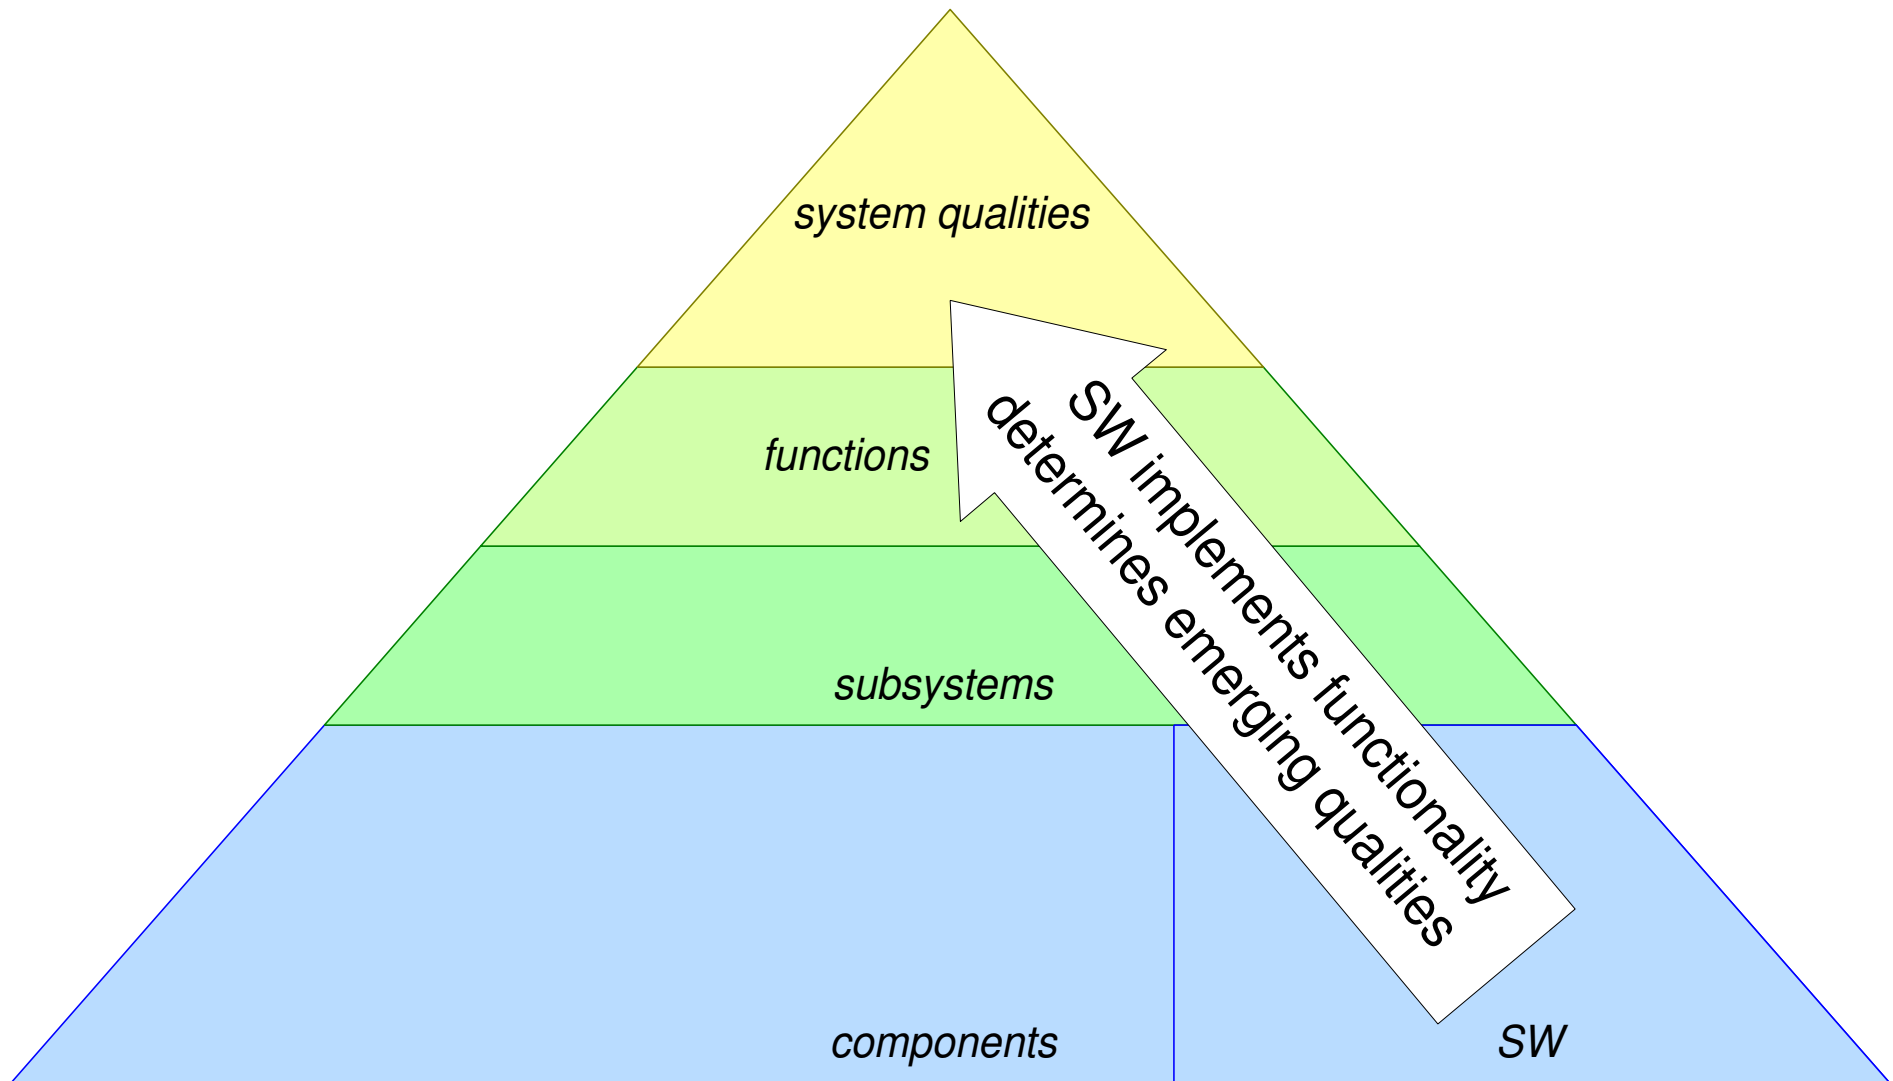 system qualities
functions
SW implements functionality
determines emerging qualities
subsystems
components
SW